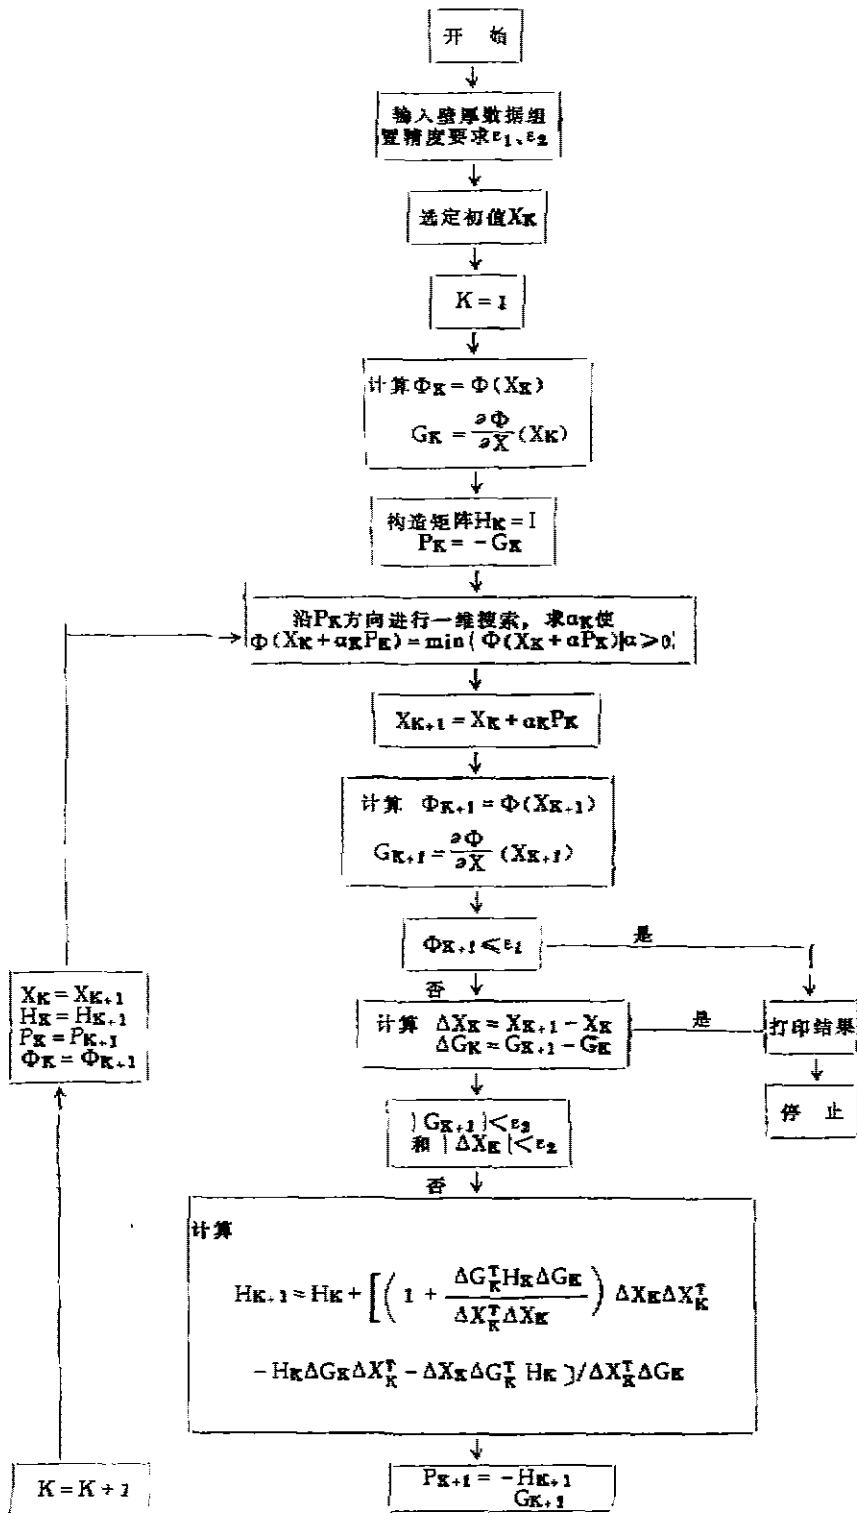 开 始
输入壁厚数据组
置精度要求ε₁、ε₂
选定初值X_K
K = 1
计算Φ_K = Φ(X_K)
G_K = ∂Φ/∂X (X_K)
构造矩阵H_K = I
P_K = −G_K
沿P_K方向进行一维搜索，求α_K使
Φ(X_K + α_K P_K) = min{Φ(X_K + αP_K)|α>0}
X_{K+1} = X_K + α_K P_K
计算 Φ_{K+1} = Φ(X_{K+1})
G_{K+1} = ∂Φ/∂X (X_{K+1})
Φ_{K+1} ≤ ε₁
是
否
计算 ΔX_K = X_{K+1} − X_K
ΔG_K = G_{K+1} − G_K
是
打印结果
停 止
|G_{K+1}| < ε₂
和 |ΔX_K| < ε₂
否
计算
H_{K+1} = H_K + [(1 + ΔG_K^T H_K ΔG_K / ΔX_K^T ΔX_K) ΔX_K ΔX_K^T
− H_K ΔG_K ΔX_K^T − ΔX_K ΔG_K^T H_K]/ΔX_K^T ΔG_K
P_{K+1} = −H_{K+1}
G_{K+1}
K = K + 1
X_K = X_{K+1}
H_K = H_{K+1}
P_K = P_{K+1}
Φ_K = Φ_{K+1}